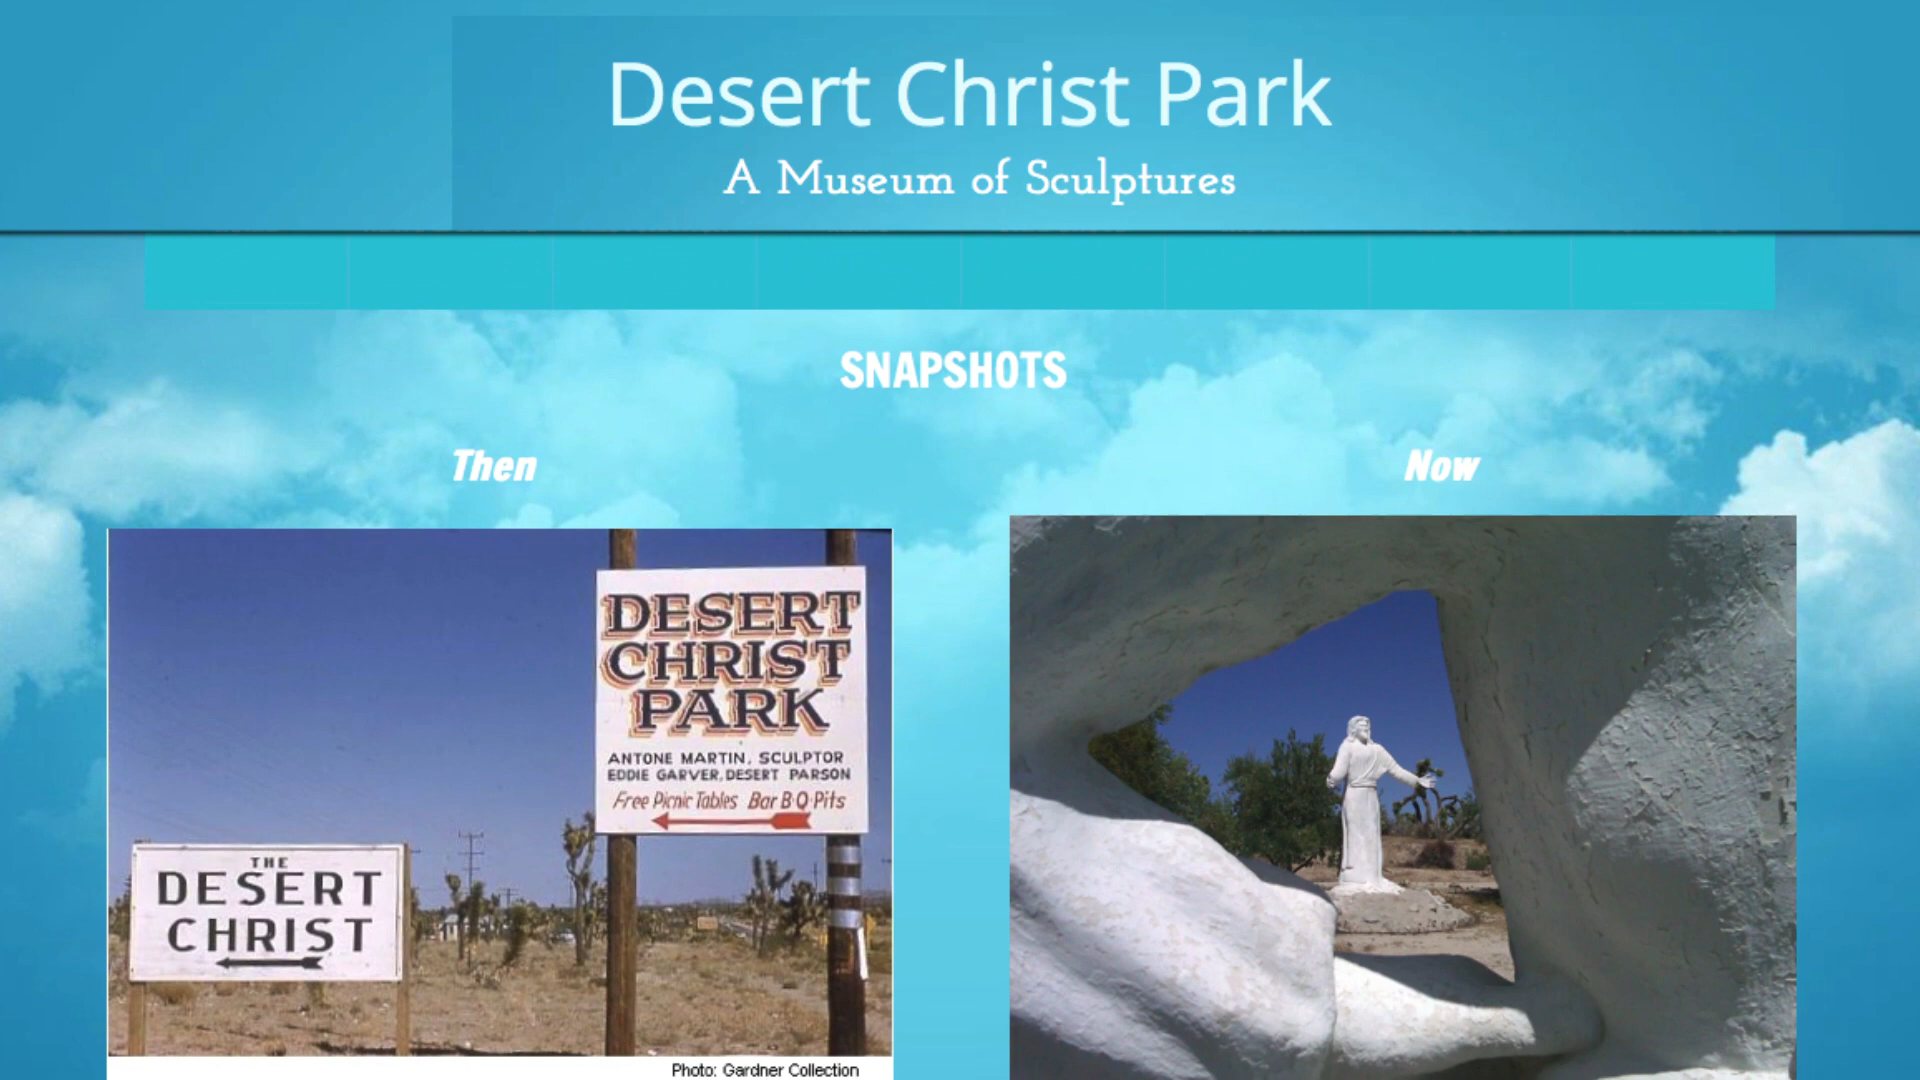 Desert Christ Park
A Museum of Sculptures
SNAPSHOTS
Then
Now
DESERT
CHRIST
PARK
ANTONE MARTIN, SCULPTOR
EDDIE GARVER, DESERT PARSON
Free Picnic Tables Bar B·Q·Pits
THE
DESERT
CHRIST
Photo: Gardner Collection